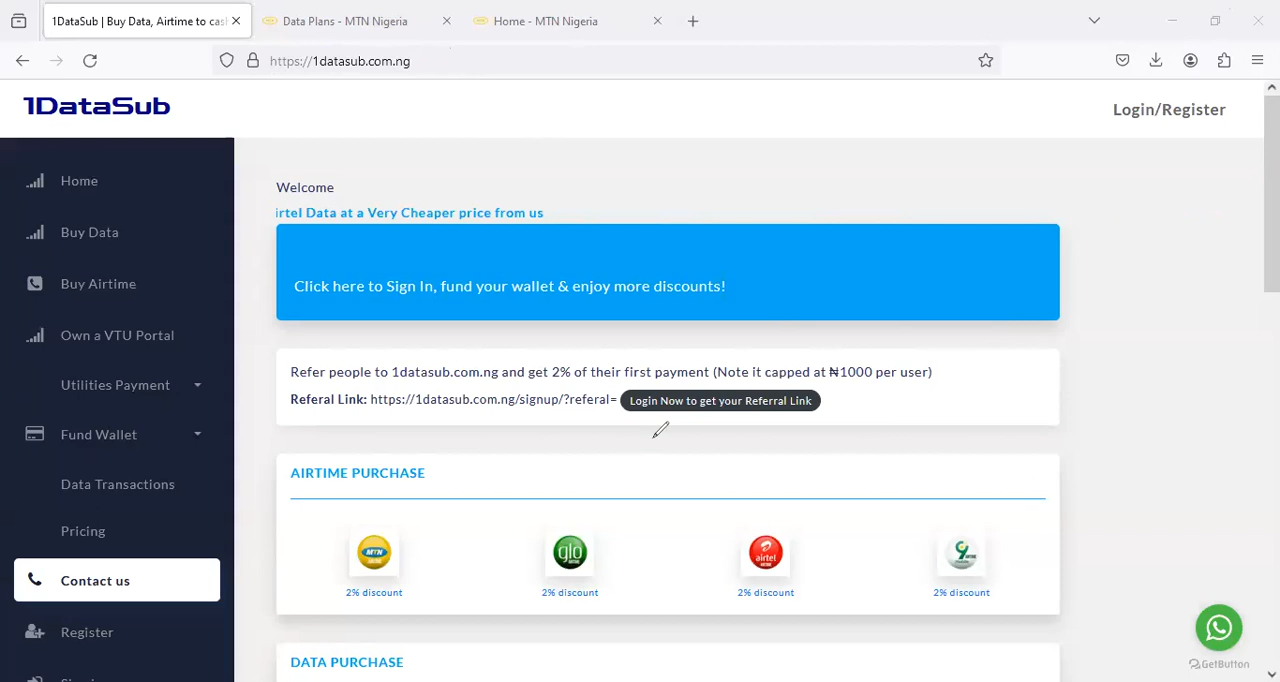 1DataSub | Buy Data, Airtime to cas
Data Plans - MTN Nigeria
Home - MTN Nigeria
https://1datasub.com.ng
1DataSub
Login/Register
Home
Buy Data
Buy Airtime
Own a VTU Portal
Utilities Payment
Fund Wallet
Data Transactions
Pricing
Contact us
Register
Welcome
irtel Data at a Very Cheaper price from us
Click here to Sign In, fund your wallet & enjoy more discounts!
Refer people to 1datasub.com.ng and get 2% of their first payment (Note it capped at ₦1000 per user)
Referal Link: https://1datasub.com.ng/signup/?referal= Login Now to get your Referral Link
AIRTIME PURCHASE
MTN
glo
airtel
9
2% discount 2% discount 2% discount 2% discount
DATA PURCHASE
GetButton